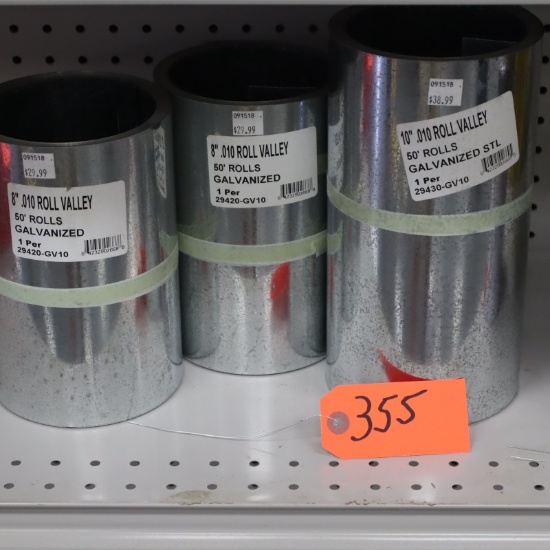 091518
$29.99
8" .010 ROLL VALLEY
50' ROLLS
GALVANIZED
1 Per
29420-GV10
091518
$29.99
8" .010 ROLL VALLEY
50' ROLLS
GALVANIZED
1 Per
29420-GV10
091518
$38.99
10" .010 ROLL VALLEY
50' ROLLS
GALVANIZED STL
1 Per
29430-GV10
355